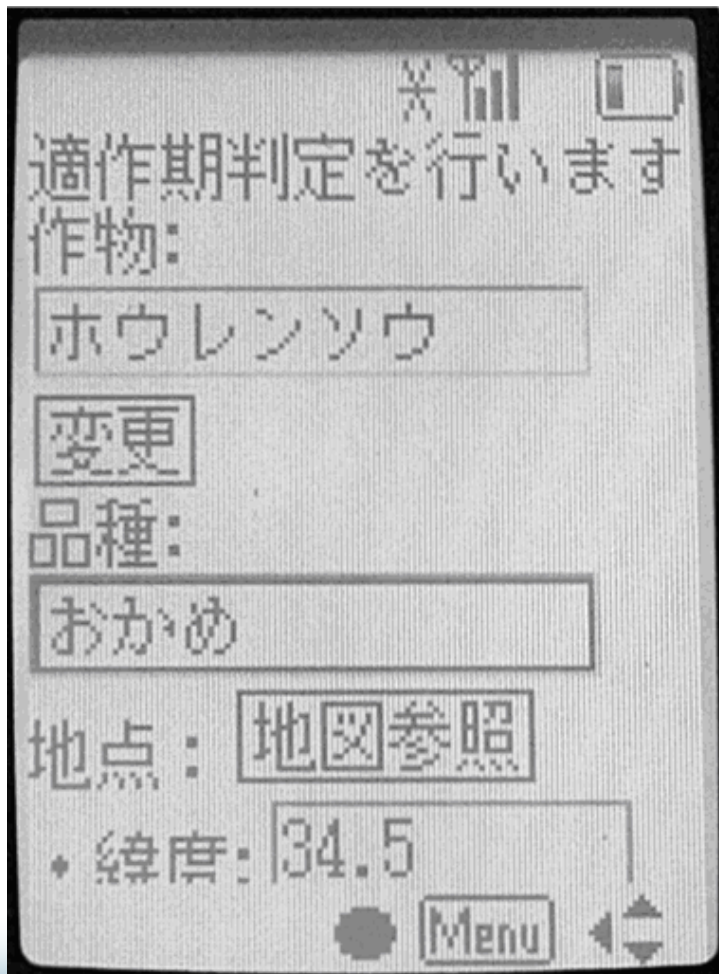 適作期判定を行います
作物:
ホウレンソウ
変更
品種:
おかめ
地点: 地図参照
・緯度: 34.5
Menu